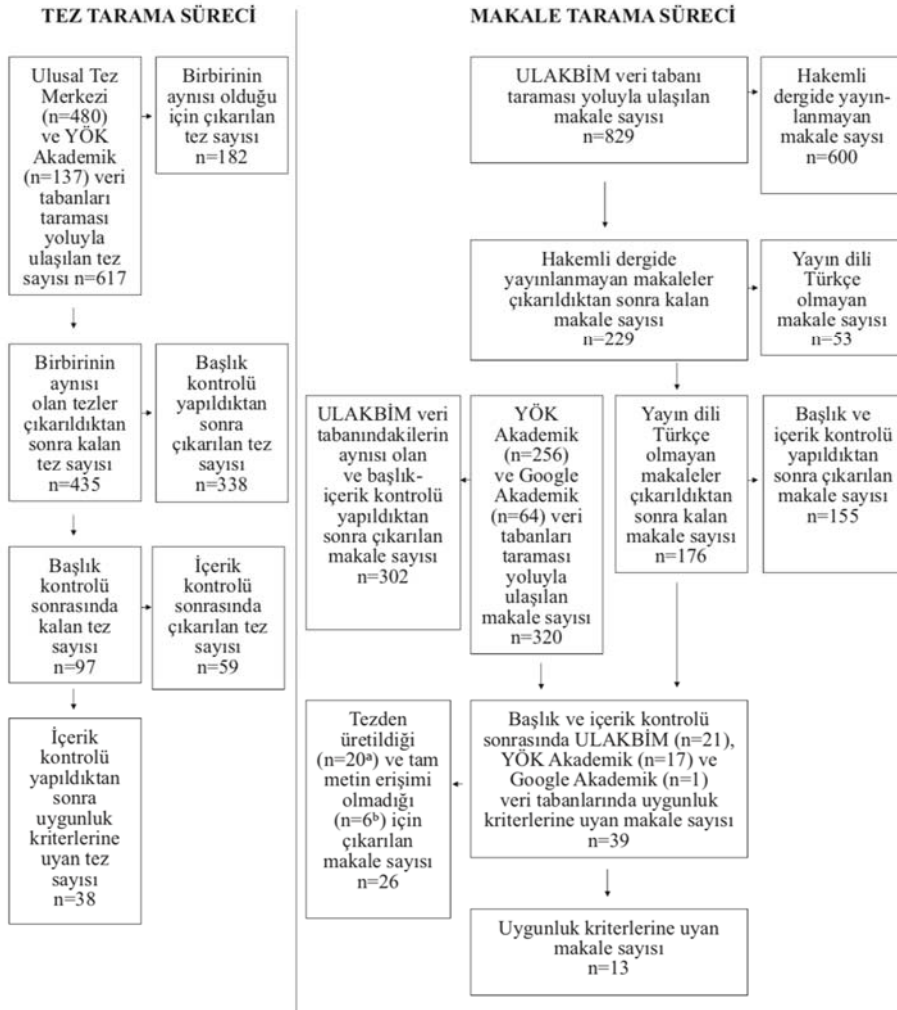 TEZ TARAMA SÜRECİ
Ulusal Tez
Merkezi
(n=480)
ve YÖK
Akademik
(n=137) veri
tabanları
taraması
yoluyla
ulaşılan tez
sayısı n=617
Birbirinin
aynısı olduğu
için çıkarılan
tez sayısı
n=182
Birbirinin
aynısı
olan tezler
çıkarıldıktan
sonra kalan
tez sayısı
n=435
Başlık
kontrolü
yapıldıktan
sonra
çıkarılan tez
sayısı
n=338
Başlık
kontrolü
sonrasında
kalan tez
sayısı
n=97
İçerik
kontrolü
sonrasında
çıkarılan tez
sayısı
n=59
İçerik
kontrolü
yapıldıktan
sonra
uygunluk
kriterlerine
uyan tez
sayısı
n=38
MAKALE TARAMA SÜRECİ
ULAKBİM veri tabanı
taraması yoluyla ulaşılan
makale sayısı
n=829
Hakemli
dergide yayın-
lanmayan
makale saysı
n=600
Hakemli dergide
yayınlanmayan makaleler
çıkarıldıktan sonra kalan
makale sayısı
n=229
Yayın dili
Türkçe
olmayan
makale sayısı
n=53
ULAKBİM veri
tabanındakilerin
aynısı olan
ve başlık-
içerik kontrolü
yapıldıktan
sonra çıkarılan
makale sayısı
n=302
YÖK
Akademik
(n=256)
ve Google
Akademik
(n=64) veri
tabanları
taraması
yoluyla
ulaşılan
makale sayısı
n=320
Yayın dili
Türkçe
olmayan
makaleler
çıkarıldıktan
sonra kalan
makale sayısı
n=176
Başlık ve
içerik kontrolü
yapıldıktan
sonra çıkarılan
makale sayısı
n=155
Tezden
üretildiği
(n=20ᵃ) ve tam
metin erişimi
olmadığı
(n=6ᵇ) için
çıkarılan
makale sayısı
n=26
Başlık ve içerik kontrolü
sonrasında ULAKBİM (n=21),
YÖK Akademik (n=17) ve
Google Akademik (n=1)
veri tabanlarında uygunluk
kriterlerine uyan makale sayısı
n=39
Uygunluk kriterlerine uyan
makale sayısı
n=13